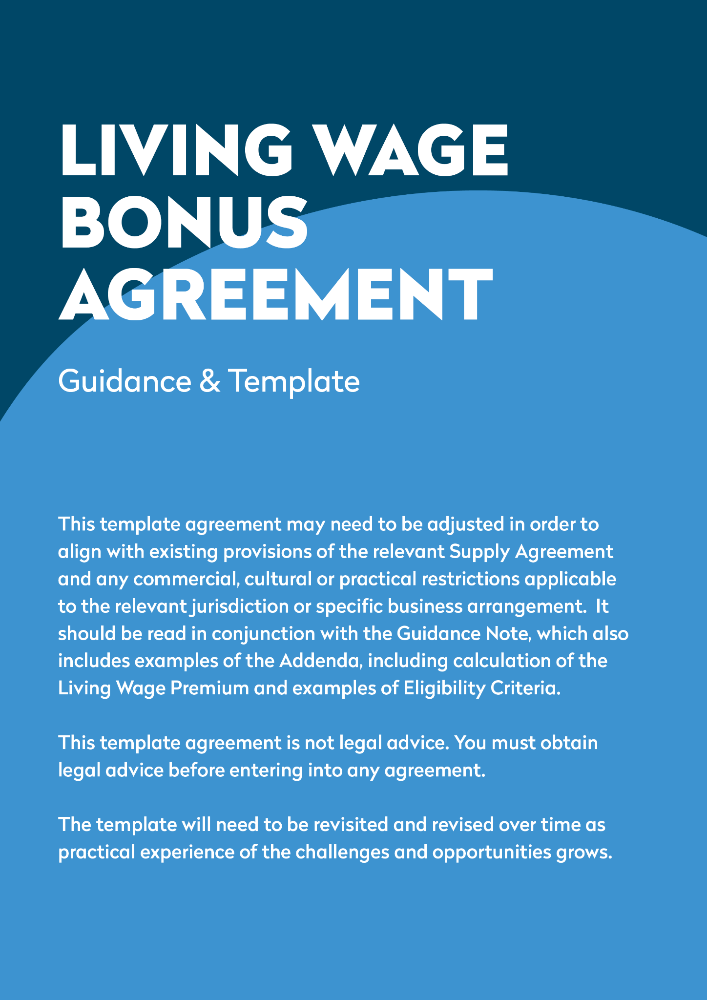 LIVING WAGE
BONUS
AGREEMENT
Guidance & Template
This template agreement may need to be adjusted in order to
align with existing provisions of the relevant Supply Agreement
and any commercial, cultural or practical restrictions applicable
to the relevant jurisdiction or specific business arrangement.  It
should be read in conjunction with the Guidance Note, which also
includes examples of the Addenda, including calculation of the
Living Wage Premium and examples of Eligibility Criteria.
This template agreement is not legal advice. You must obtain
legal advice before entering into any agreement.
The template will need to be revisited and revised over time as
practical experience of the challenges and opportunities grows.